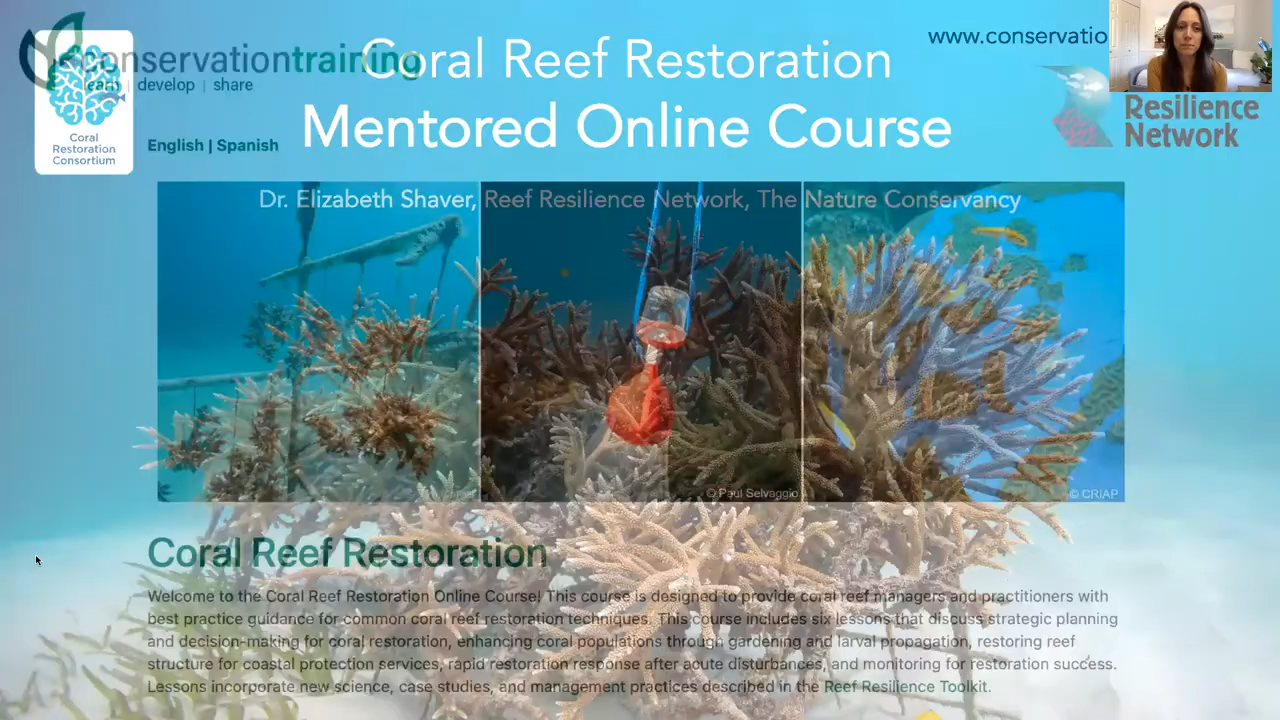 conservationtraining
learn | develop | share
Coral Reef Restoration
Mentored Online Course
www.conservatio
Coral
Restoration
Consortium
English | Spanish
Resilience
Network
Dr. Elizabeth Shaver, Reef Resilience Network, The Nature Conservancy
© Paul Selvaggio
© CRIAP
Coral Reef Restoration
Welcome to the Coral Reef Restoration Online Course! This course is designed to provide coral reef managers and practitioners with
best practice guidance for common coral reef restoration techniques. This course includes six lessons that discuss strategic planning
and decision-making for coral restoration, enhancing coral populations through gardening and larval propagation, restoring reef
structure for coastal protection services, rapid restoration response after acute disturbances, and monitoring for restoration success.
Lessons incorporate new science, case studies, and management practices described in the Reef Resilience Toolkit.